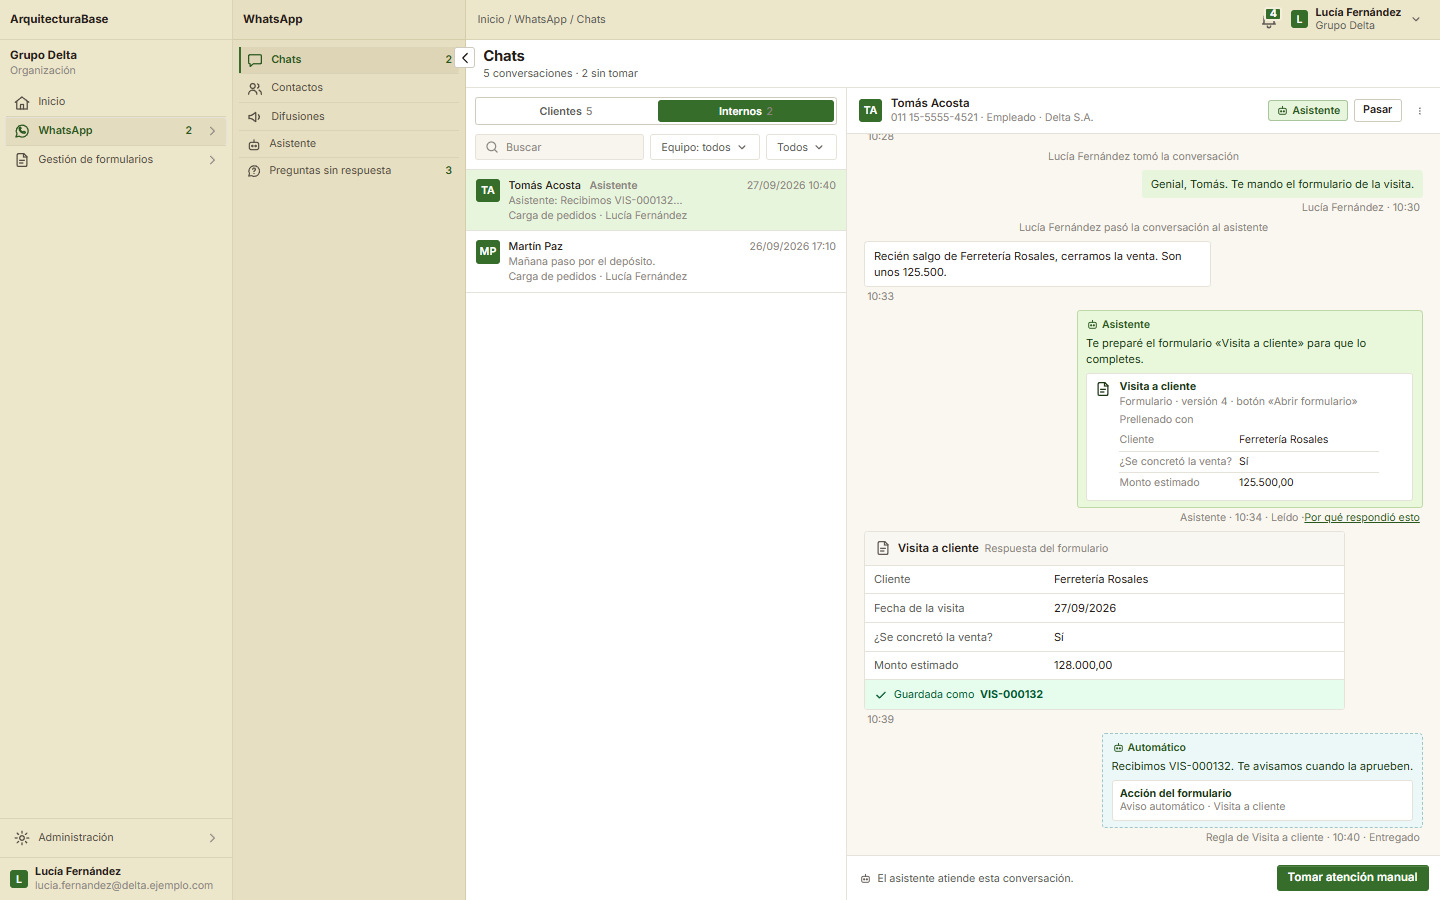 ArquitecturaBase
Grupo Delta
Organización
Inicio
WhatsApp 2
Gestión de formularios
Administración
L Lucía Fernández
lucia.fernandez@delta.ejemplo.com
WhatsApp
Chats 2
Contactos
Difusiones
Asistente
Preguntas sin respuesta 3
Inicio / WhatsApp / Chats
4
L Lucía Fernández
Grupo Delta
Chats
5 conversaciones · 2 sin tomar
Clientes 5
Internos 2
Buscar
Equipo: todos
Todos
TA Tomás Acosta Asistente 27/09/2026 10:40
Asistente: Recibimos VIS-000132...
Carga de pedidos · Lucía Fernández
MP Martín Paz 26/09/2026 17:10
Mañana paso por el depósito.
Carga de pedidos · Lucía Fernández
TA Tomás Acosta
011 15-5555-4521 · Empleado · Delta S.A.
Asistente
Pasar
10:28
Lucía Fernández tomó la conversación
Genial, Tomás. Te mando el formulario de la visita.
Lucía Fernández · 10:30
Lucía Fernández pasó la conversación al asistente
Recién salgo de Ferretería Rosales, cerramos la venta. Son
unos 125.500.
10:33
Asistente
Te preparé el formulario «Visita a cliente» para que lo
completes.
Visita a cliente
Formulario · versión 4 · botón «Abrir formulario»
Prellenado con
Cliente Ferretería Rosales
¿Se concretó la venta? Sí
Monto estimado 125.500,00
Asistente · 10:34 · Leído ·Por qué respondió esto
Visita a cliente Respuesta del formulario
Cliente Ferretería Rosales
Fecha de la visita 27/09/2026
¿Se concretó la venta? Sí
Monto estimado 128.000,00
Guardada como VIS-000132
10:39
Automático
Recibimos VIS-000132. Te avisamos cuando la aprueben.
Acción del formulario
Aviso automático · Visita a cliente
Regla de Visita a cliente · 10:40 · Entregado
El asistente atiende esta conversación.
Tomar atención manual